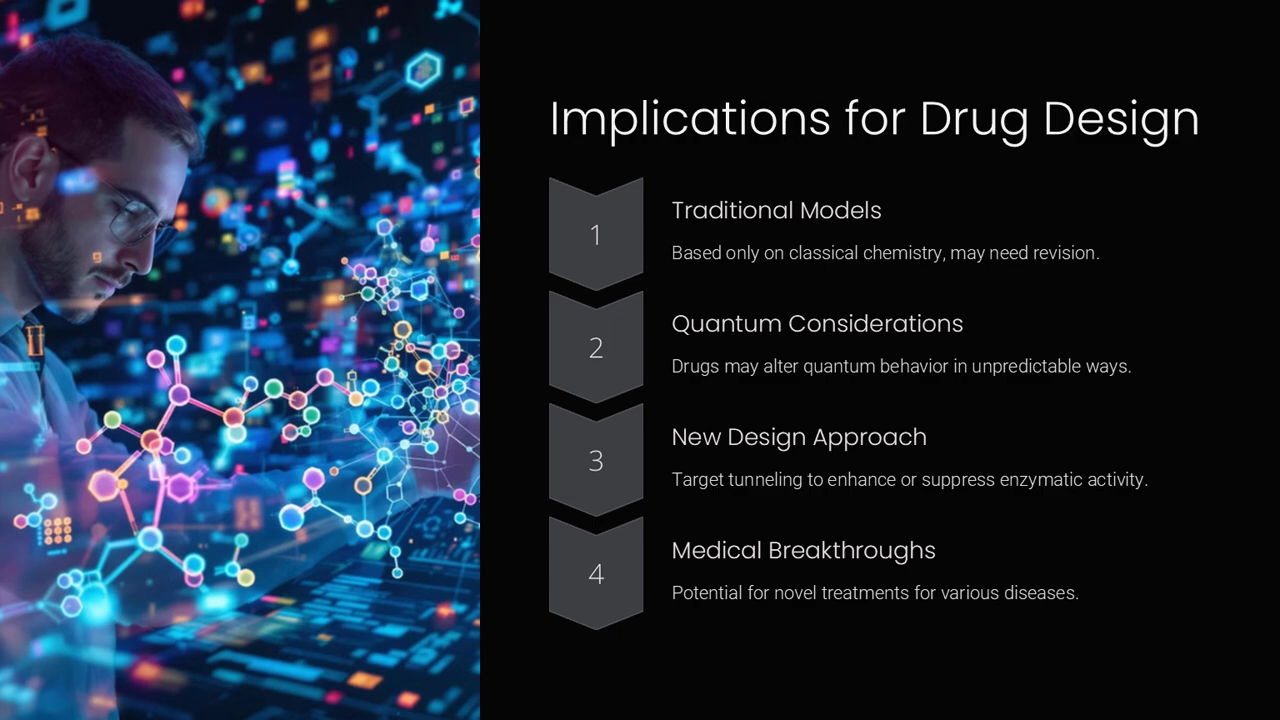 Implications for Drug Design
1
Traditional Models
Based only on classical chemistry, may need revision.
2
Quantum Considerations
Drugs may alter quantum behavior in unpredictable ways.
3
New Design Approach
Target tunneling to enhance or suppress enzymatic activity.
4
Medical Breakthroughs
Potential for novel treatments for various diseases.